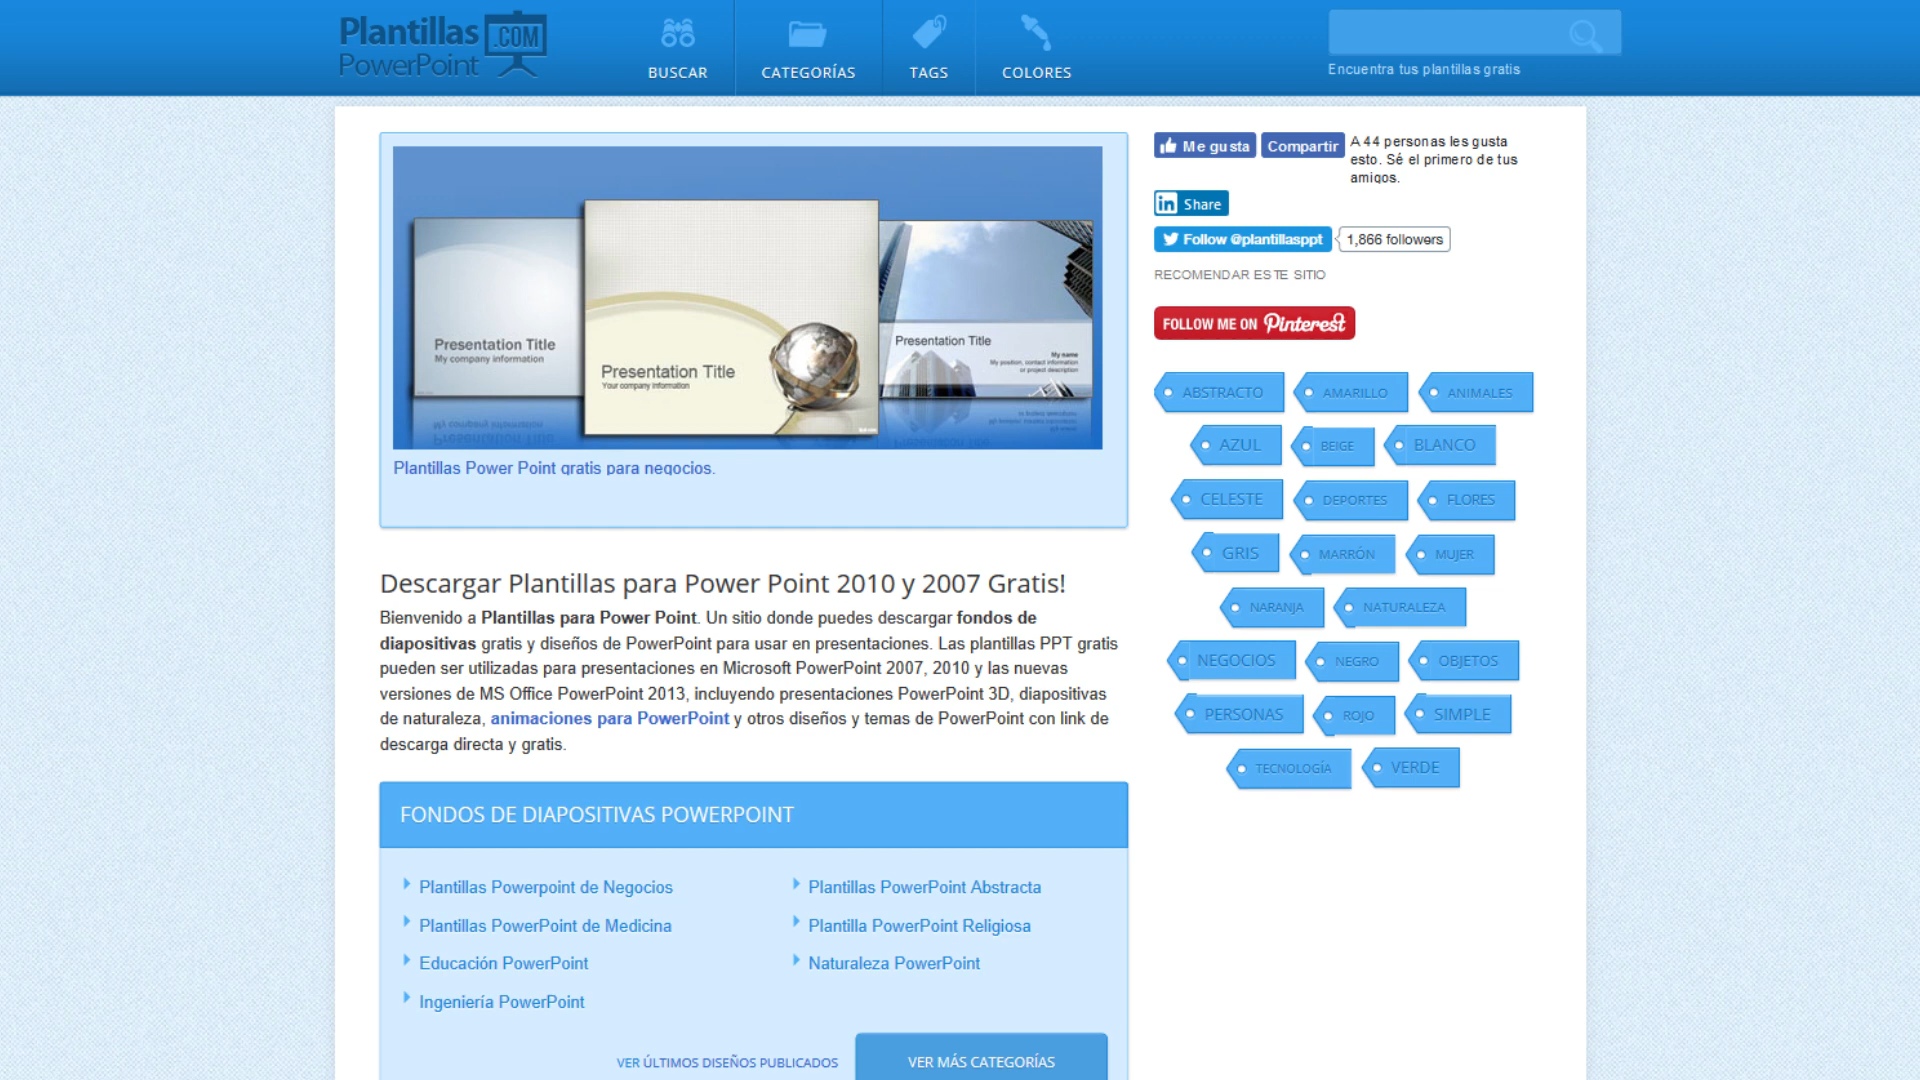 Plantillas .COM
PowerPoint
BUSCAR
CATEGORÍAS
TAGS
COLORES
Encuentra tus plantillas gratis
Presentation Title
My company information
Presentation Title
Your company information
Presentation Title
My name
My position, contact information
or project description
Plantillas Power Point gratis para negocios.
Me gusta
Compartir
A 44 personas les gusta
esto. Sé el primero de tus
amigos.
in Share
Follow @plantillasppt
1,866 followers
RECOMENDAR ESTE SITIO
FOLLOW ME ON Pinterest
ABSTRACTO
AMARILLO
ANIMALES
AZUL
BEIGE
BLANCO
CELESTE
DEPORTES
FLORES
GRIS
MARRÓN
MUJER
NARANJA
NATURALEZA
NEGOCIOS
NEGRO
OBJETOS
PERSONAS
ROJO
SIMPLE
TECNOLOGÍA
VERDE
Descargar Plantillas para Power Point 2010 y 2007 Gratis!
Bienvenido a Plantillas para Power Point. Un sitio donde puedes descargar fondos de
diapositivas gratis y diseños de PowerPoint para usar en presentaciones. Las plantillas PPT gratis
pueden ser utilizadas para presentaciones en Microsoft PowerPoint 2007, 2010 y las nuevas
versiones de MS Office PowerPoint 2013, incluyendo presentaciones PowerPoint 3D, diapositivas
de naturaleza, animaciones para PowerPoint y otros diseños y temas de PowerPoint con link de
descarga directa y gratis.
FONDOS DE DIAPOSITIVAS POWERPOINT
Plantillas Powerpoint de Negocios
Plantillas PowerPoint Abstracta
Plantillas PowerPoint de Medicina
Plantilla PowerPoint Religiosa
Educación PowerPoint
Naturaleza PowerPoint
Ingeniería PowerPoint
VER ÚLTIMOS DISEÑOS PUBLICADOS
VER MÁS CATEGORÍAS